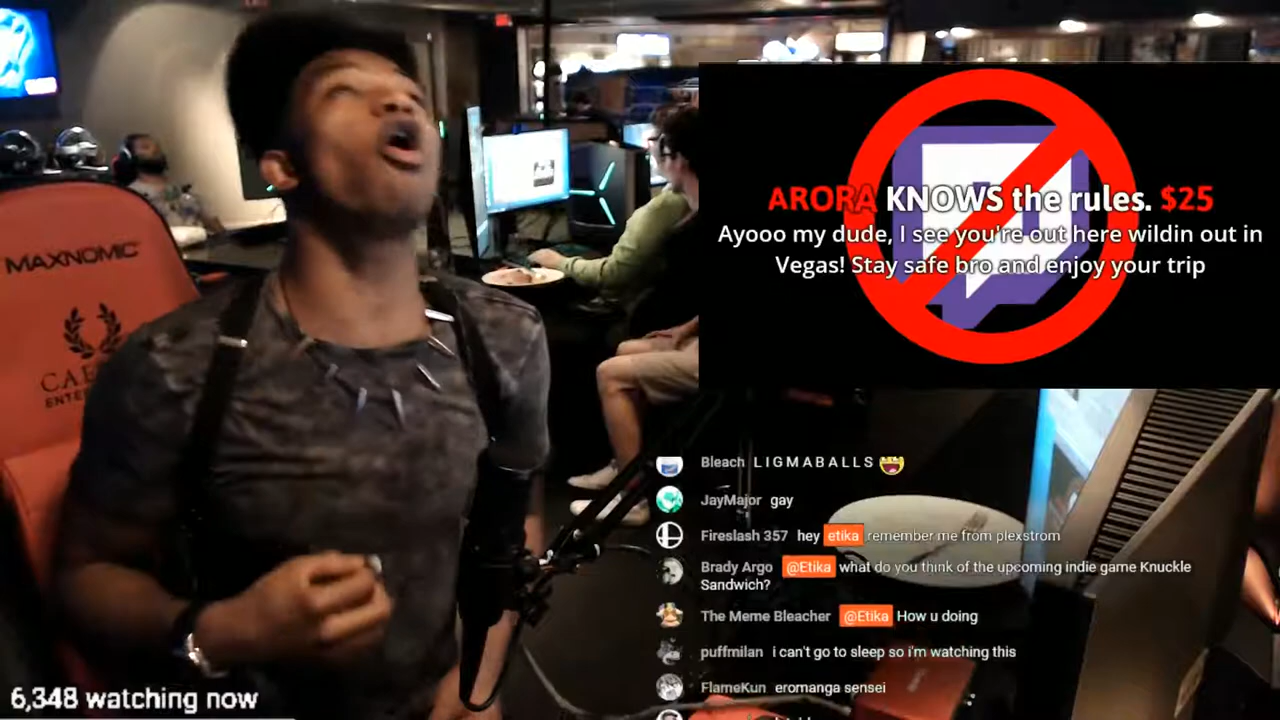 MAXNOMIC
ARORA KNOWS the rules. $25
Ayooo my dude, I see you're out here wildin out in
Vegas! Stay safe bro and enjoy your trip
Bleach L I G M A B A L L S
JayMajor gay
Fireslash 357 hey etika remember me from plexstrom
Brady Argo @Etika what do you think of the upcoming indie game Knuckle
Sandwich?
The Meme Bleacher @Etika How u doing
puffmilan i can't go to sleep so i'm watching this
FlameKun eromanga sensei
6,348 watching now